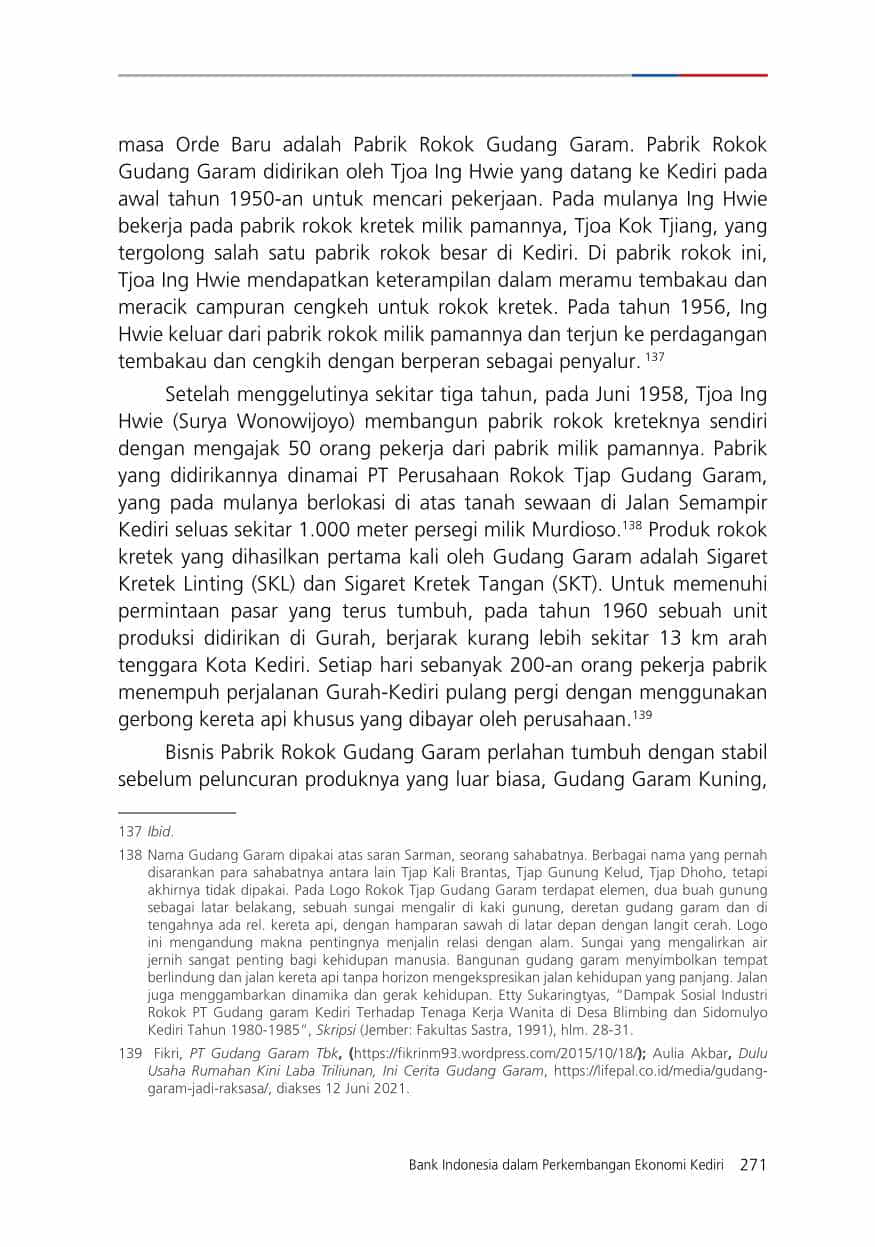 masa Orde Baru adalah Pabrik Rokok Gudang Garam. Pabrik Rokok
Gudang Garam didirikan oleh Tjoa Ing Hwie yang datang ke Kediri pada
awal tahun 1950-an untuk mencari pekerjaan. Pada mulanya Ing Hwie
bekerja pada pabrik rokok kretek milik pamannya, Tjoa Kok Tjiang, yang
tergolong salah satu pabrik rokok besar di Kediri. Di pabrik rokok ini,
Tjoa Ing Hwie mendapatkan keterampilan dalam meramu tembakau dan
meracik campuran cengkeh untuk rokok kretek. Pada tahun 1956, Ing
Hwie keluar dari pabrik rokok milik pamannya dan terjun ke perdagangan
tembakau dan cengkih dengan berperan sebagai penyalur. 137
Setelah menggelutinya sekitar tiga tahun, pada Juni 1958, Tjoa Ing
Hwie (Surya Wonowijoyo) membangun pabrik rokok kreteknya sendiri
dengan mengajak 50 orang pekerja dari pabrik milik pamannya. Pabrik
yang didirikannya dinamai PT Perusahaan Rokok Tjap Gudang Garam,
yang pada mulanya berlokasi di atas tanah sewaan di Jalan Semampir
Kediri seluas sekitar 1.000 meter persegi milik Murdioso.138 Produk rokok
kretek yang dihasilkan pertama kali oleh Gudang Garam adalah Sigaret
Kretek Linting (SKL) dan Sigaret Kretek Tangan (SKT). Untuk memenuhi
permintaan pasar yang terus tumbuh, pada tahun 1960 sebuah unit
produksi didirikan di Gurah, berjarak kurang lebih sekitar 13 km arah
tenggara Kota Kediri. Setiap hari sebanyak 200-an orang pekerja pabrik
menempuh perjalanan Gurah-Kediri pulang pergi dengan menggunakan
gerbong kereta api khusus yang dibayar oleh perusahaan.139
Bisnis Pabrik Rokok Gudang Garam perlahan tumbuh dengan stabil
sebelum peluncuran produknya yang luar biasa, Gudang Garam Kuning,
137 Ibid.
138 Nama Gudang Garam dipakai atas saran Sarman, seorang sahabatnya. Berbagai nama yang pernah
disarankan para sahabatnya antara lain Tjap Kali Brantas, Tjap Gunung Kelud, Tjap Dhoho, tetapi
akhirnya tidak dipakai. Pada Logo Rokok Tjap Gudang Garam terdapat elemen, dua buah gunung
sebagai latar belakang, sebuah sungai mengalir di kaki gunung, deretan gudang garam dan di
tengahnya ada rel. kereta api, dengan hamparan sawah di latar depan dengan langit cerah. Logo
ini mengandung makna pentingnya menjalin relasi dengan alam. Sungai yang mengalirkan air
jernih sangat penting bagi kehidupan manusia. Bangunan gudang garam menyimbolkan tempat
berlindung dan jalan kereta api tanpa horizon mengekspresikan jalan kehidupan yang panjang. Jalan
juga menggambarkan dinamika dan gerak kehidupan. Etty Sukaringtyas, “Dampak Sosial Industri
Rokok PT Gudang garam Kediri Terhadap Tenaga Kerja Wanita di Desa Blimbing dan Sidomulyo
Kediri Tahun 1980-1985”, Skripsi (Jember: Fakultas Sastra, 1991), hlm. 28-31.
139 Fikri, PT Gudang Garam Tbk, (https://fikrinm93.wordpress.com/2015/10/18/); Aulia Akbar, Dulu
Usaha Rumahan Kini Laba Triliunan, Ini Cerita Gudang Garam, https://lifepal.co.id/media/gudang-
garam-jadi-raksasa/, diakses 12 Juni 2021.
Bank Indonesia dalam Perkembangan Ekonomi Kediri 271